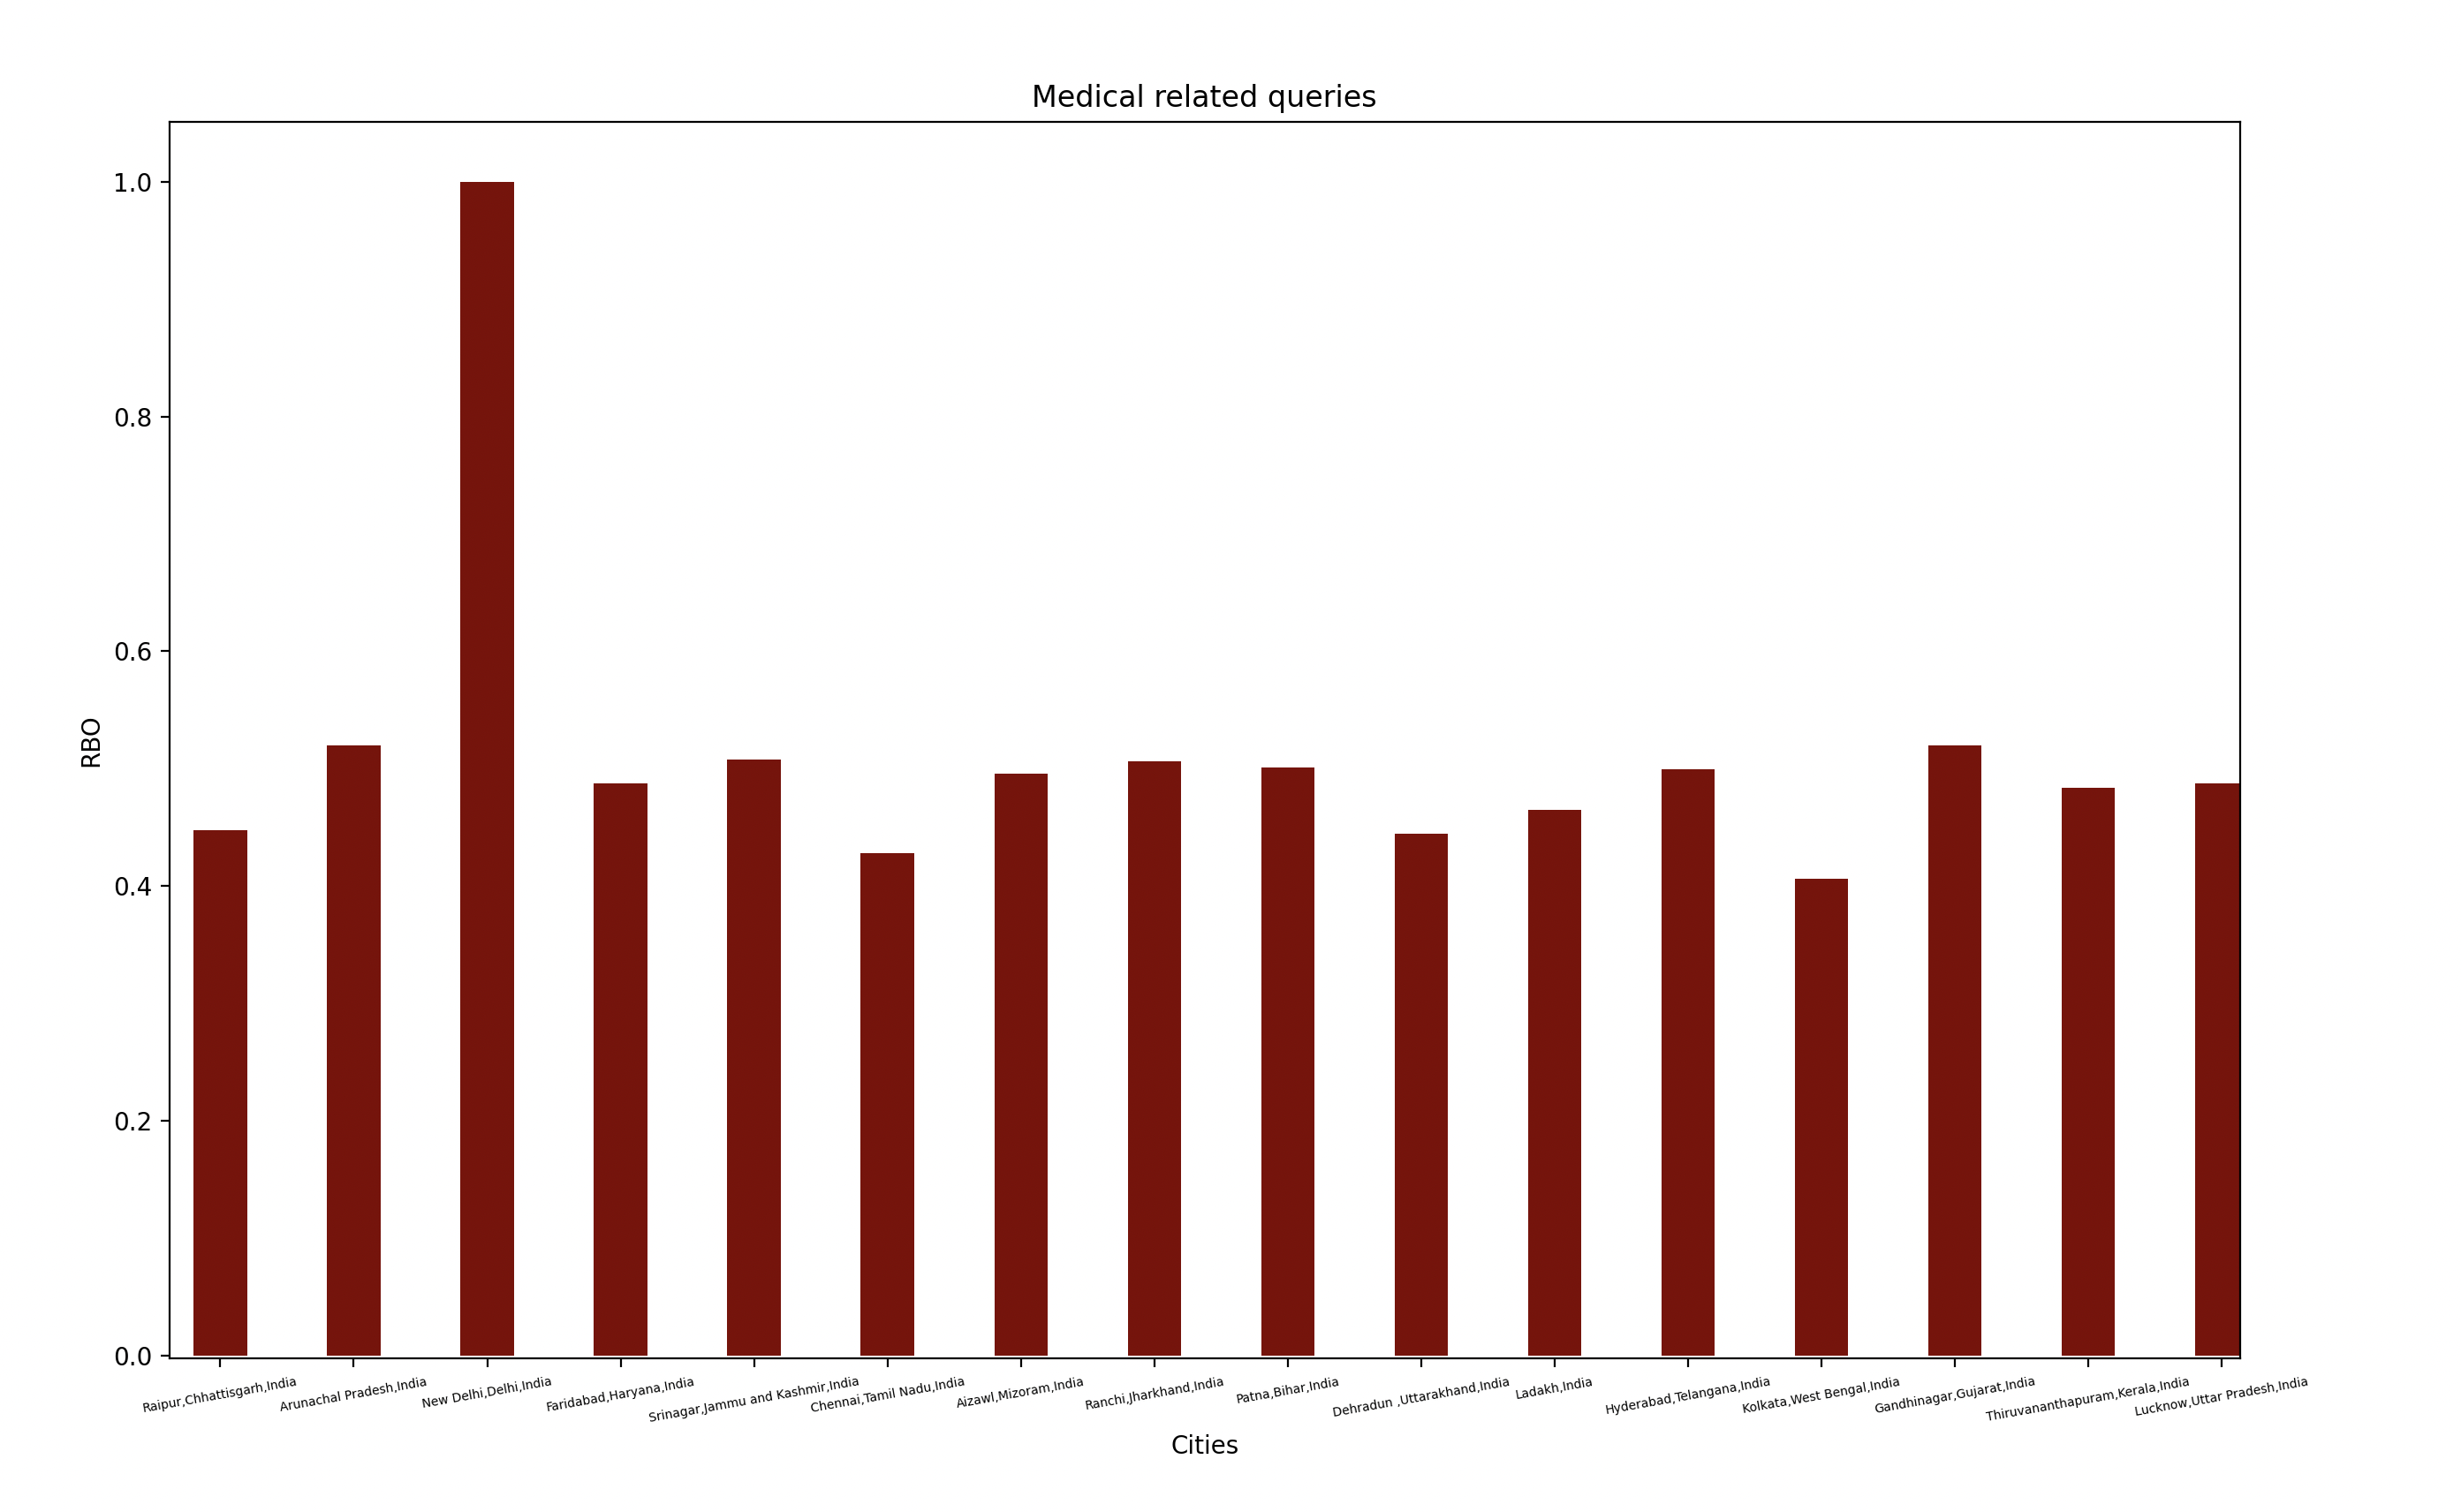 Medical related queries
1.0
0.8
0.6
0.4
0.2
0.0
RBO
Raipur,Chhattisgarh,India
Arunachal Pradesh,India
New Delhi,Delhi,India
Faridabad,Haryana,India
Srinagar,Jammu and Kashmir,India
Chennai,Tamil Nadu,India
Aizawl,Mizoram,India
Ranchi,Jharkhand,India
Patna,Bihar,India
Dehradun ,Uttarakhand,India
Ladakh,India
Hyderabad,Telangana,India
Kolkata,West Bengal,India
Gandhinagar,Gujarat,India
Thiruvananthapuram,Kerala,India
Lucknow,Uttar Pradesh,India
Cities